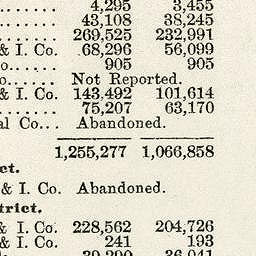 4,295 3,455
43,108 38,245
269,525 232,991
& I. Co. 68,296 56,099
o...... 905 905
o...... Not Reported.
& I. Co. 143,492 101,614
....... 75,207 63,170
al Co... Abandoned.
1,255,277 1,066,858
ct.
& I. Co. Abandoned.
trict.
& I. Co. 228,562 204,726
& I. Co. 241 193